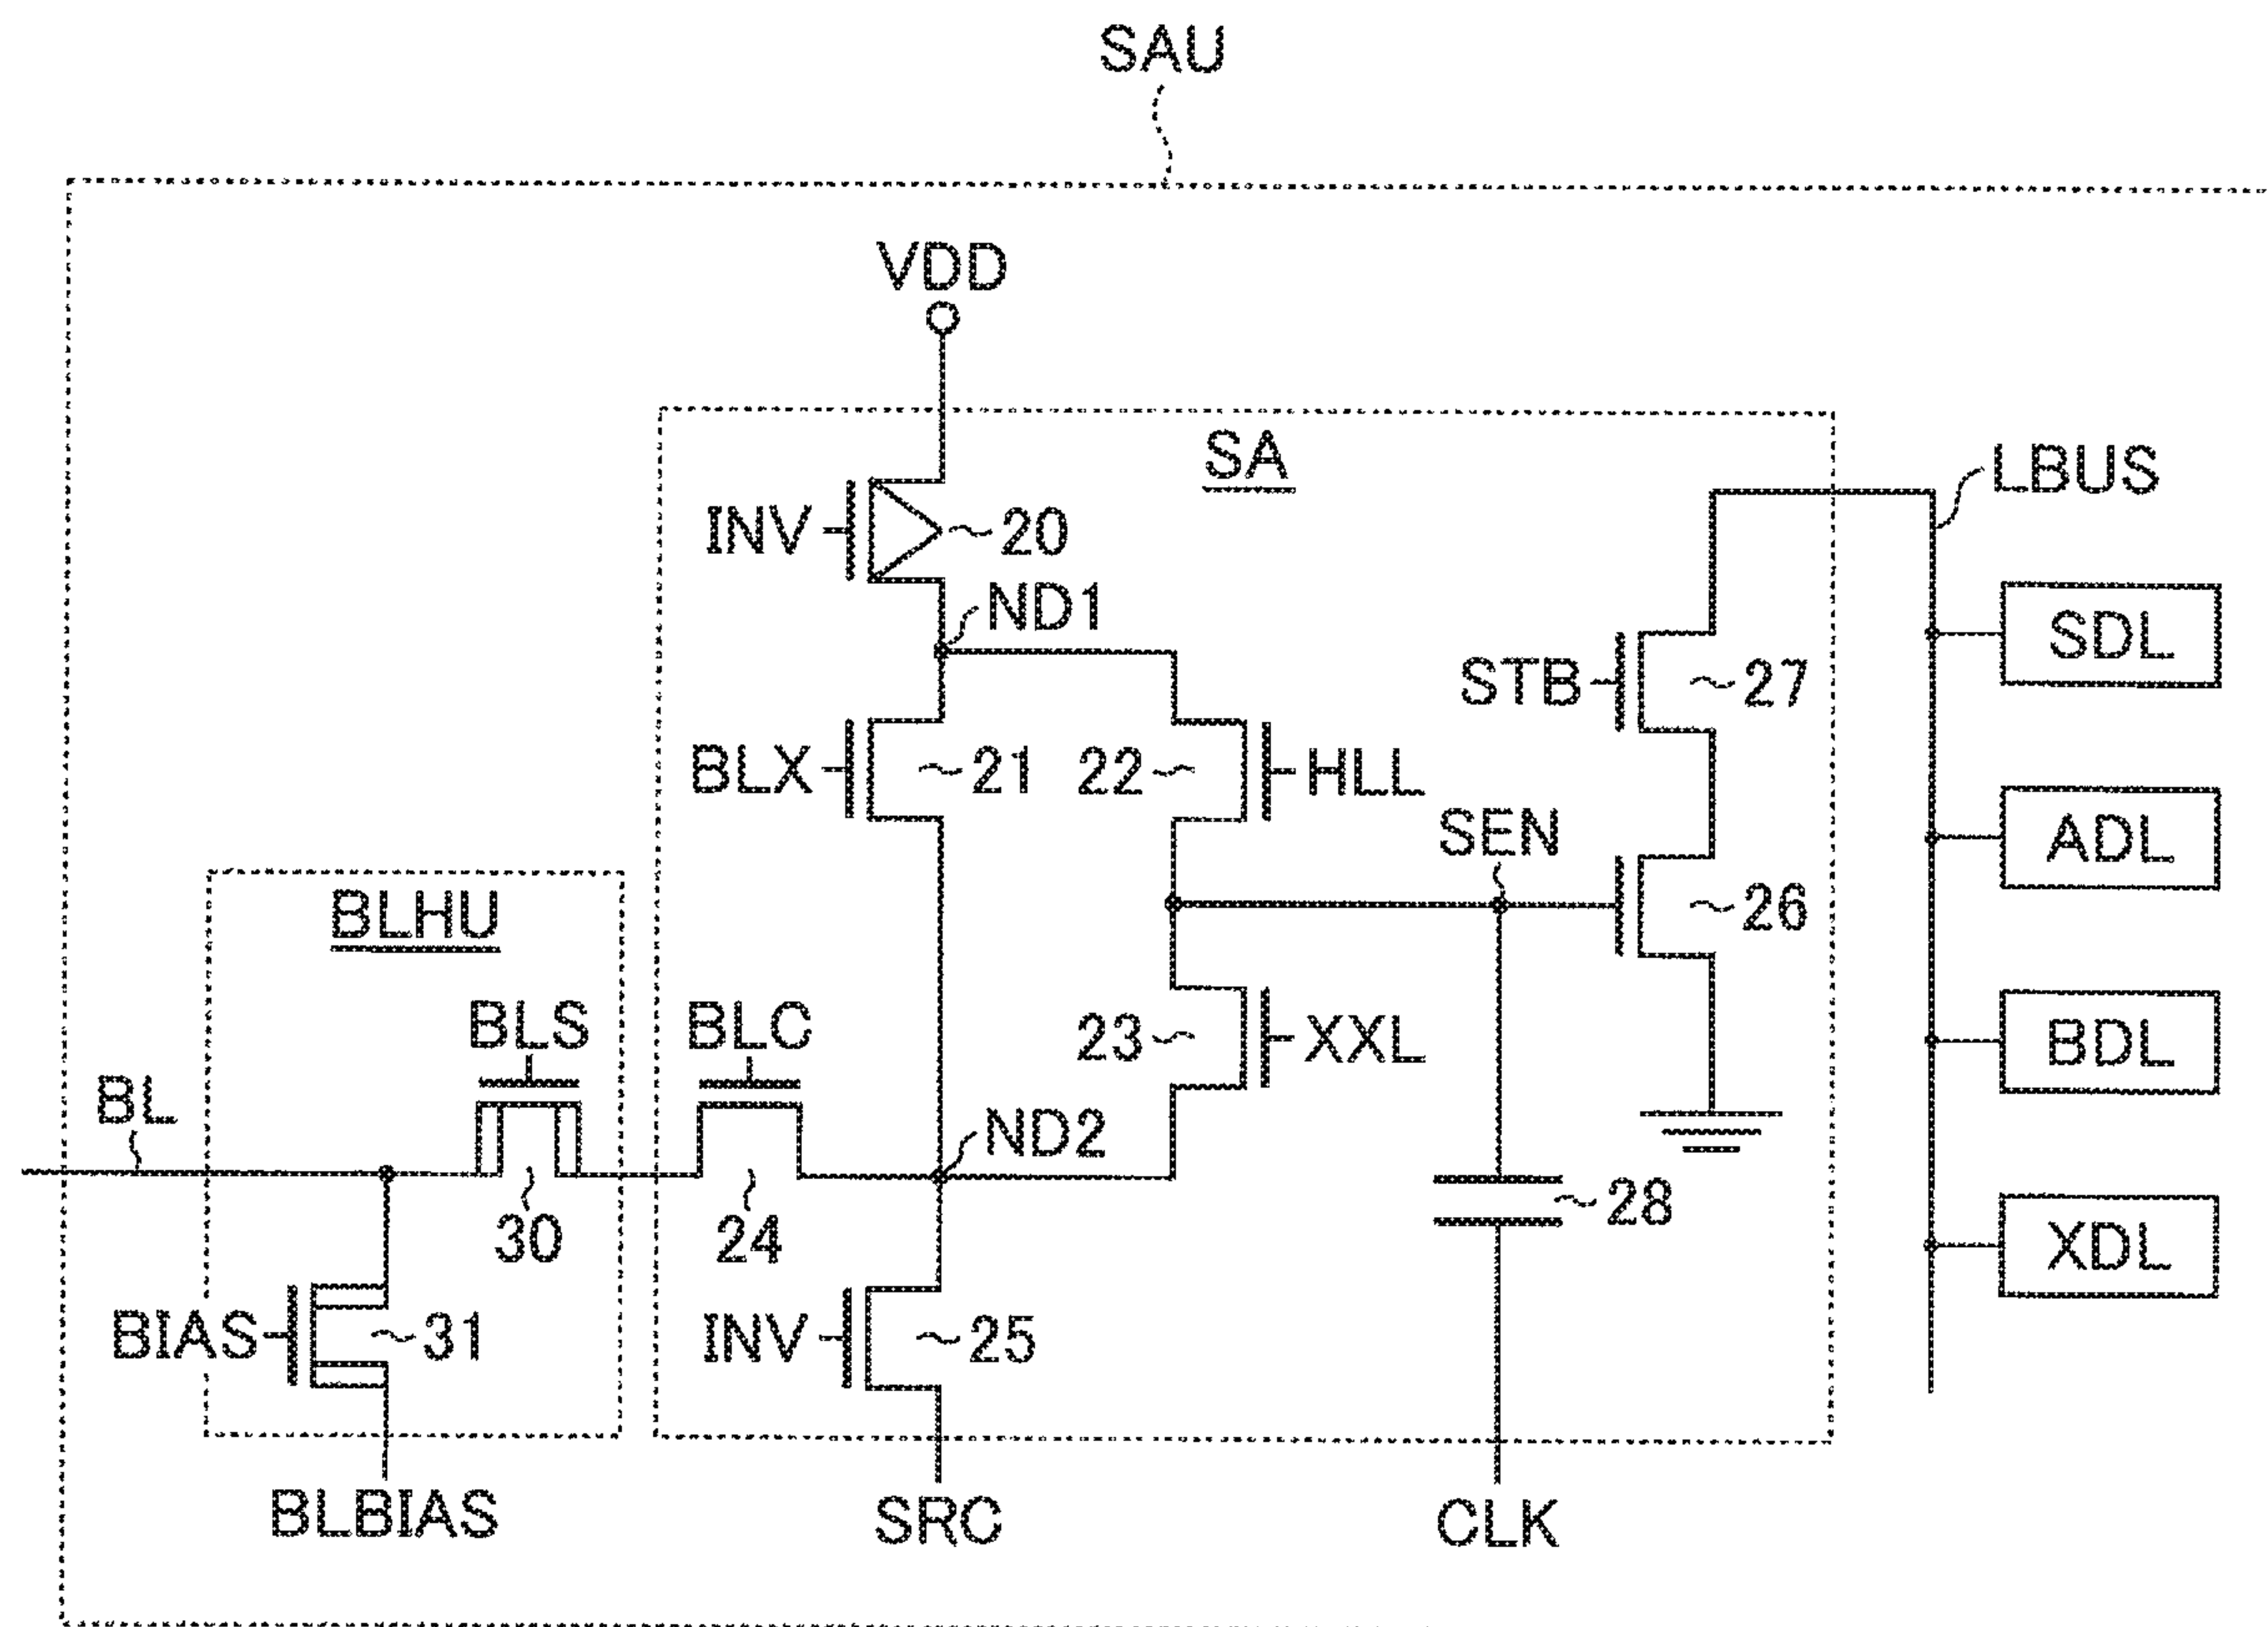 SAU
VDD
SA
LBUS
INV
20
ND1
SDL
STB
27
BLX
21
22
HLL
SEN
ADL
BLHU
26
BLS
BLC
23
XXL
BDL
BL
ND2
30
24
28
XDL
BIAS
31
INV
25
BLBIAS
SRC
CLK